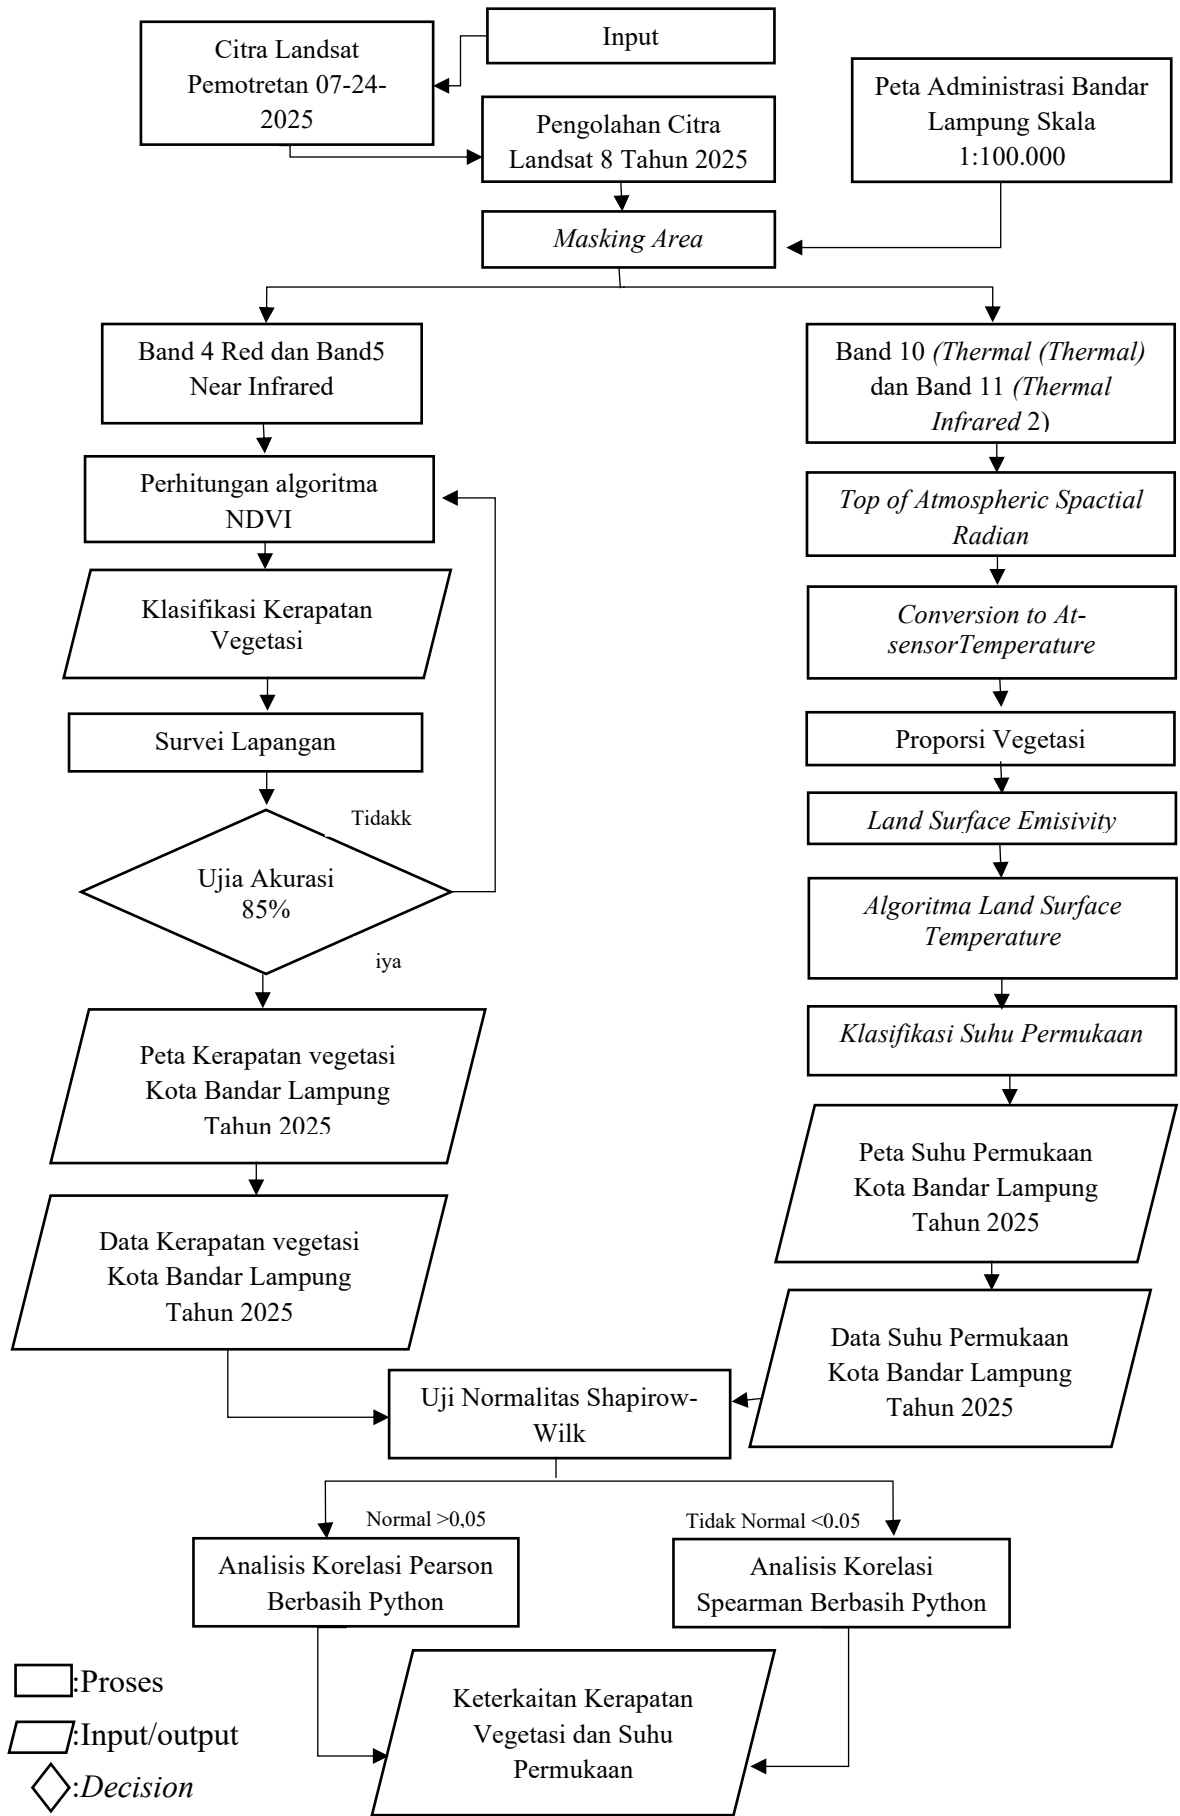 Input
Citra Landsat
Pemotretan 07-24-
2025
Peta Administrasi Bandar
Lampung Skala
1:100.000
Pengolahan Citra
Landsat 8 Tahun 2025
Masking Area
Band 4 Red dan Band5
Near Infrared
Perhitungan algoritma
NDVI
Klasifikasi Kerapatan
Vegetasi
Survei Lapangan
Tidakk
Ujia Akurasi
85%
iya
Peta Kerapatan vegetasi
Kota Bandar Lampung
Tahun 2025
Data Kerapatan vegetasi
Kota Bandar Lampung
Tahun 2025
Band 10 (Thermal (Thermal)
dan Band 11 (Thermal
Infrared 2)
Top of Atmospheric Spactial
Radian
Conversion to At-
sensorTemperature
Proporsi Vegetasi
Land Surface Emisivity
Algoritma Land Surface
Temperature
Klasifikasi Suhu Permukaan
Peta Suhu Permukaan
Kota Bandar Lampung
Tahun 2025
Data Suhu Permukaan
Kota Bandar Lampung
Tahun 2025
Uji Normalitas Shapirow-
Wilk
Normal >0,05
Tidak Normal <0.05
Analisis Korelasi Pearson
Berbasih Python
Analisis Korelasi
Spearman Berbasih Python
Keterkaitan Kerapatan
Vegetasi dan Suhu
Permukaan
:Proses
:Input/output
:Decision